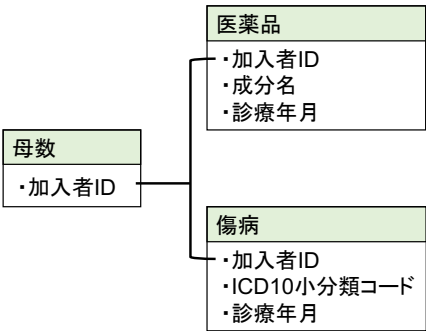 医薬品
・加入者ID
・成分名
・診療年月
母数
・加入者ID
傷病
・加入者ID
・ICD10小分類コード
・診療年月